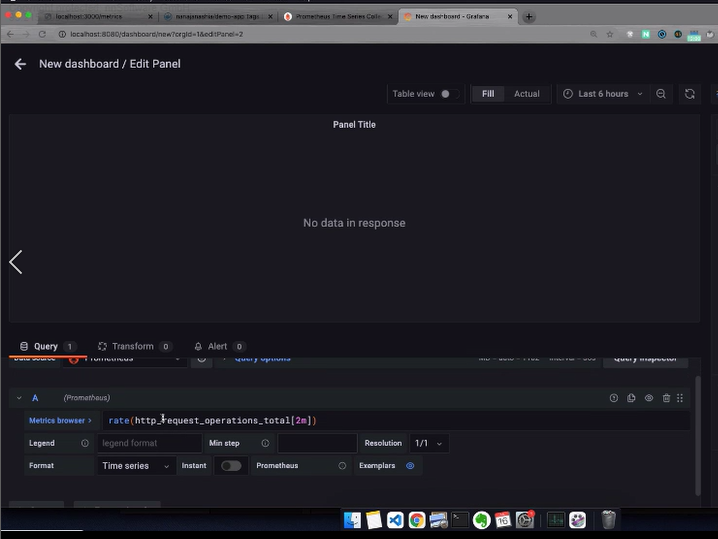 localhost:3000/metrics
nanajanashia/demo-app Tags
Prometheus Time Series Coll
New dashboard - Grafana
localhost:8080/dashboard/new?orgId=1&editPanel=2
New dashboard / Edit Panel
Table view Fill Actual Last 6 hours
Panel Title
No data in response
Query 1 Transform 0 Alert 0
Data source Prometheus Query options Query inspector
A (Prometheus)
Metrics browser > rate(http_request_operations_total[2m])
Legend legend format Min step Resolution 1/1
Format Time series Instant Prometheus Exemplars
16